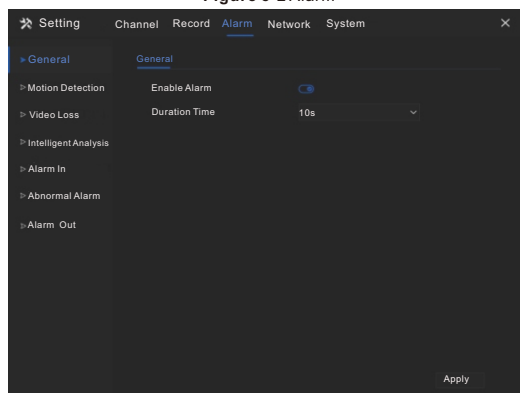 Setting Channel Record Alarm Network System
General
Motion Detection
Video Loss
Intelligent Analysis
Alarm In
Abnormal Alarm
Alarm Out
General
Enable Alarm
Duration Time 10s
Apply